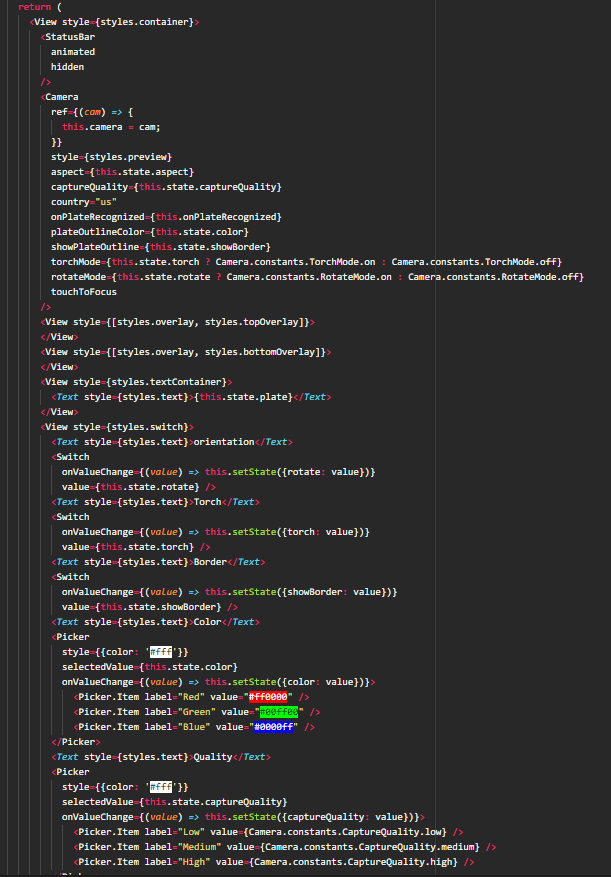 return (
<View style={styles.container}>
<StatusBar
animated
hidden
/>
<Camera
ref={(cam) => {
this.camera = cam;
}}
style={styles.preview}
aspect={this.state.aspect}
captureQuality={this.state.captureQuality}
country="us"
onPlateRecognized={this.onPlateRecognized}
plateOutlineColor={this.state.color}
showPlateOutline={this.state.showBorder}
torchMode={this.state.torch ? Camera.constants.TorchMode.on : Camera.constants.TorchMode.off}
rotateMode={this.state.rotate ? Camera.constants.RotateMode.on : Camera.constants.RotateMode.off}
touchToFocus
/>
<View style={[styles.overlay, styles.topOverlay]}>
</View>
<View style={[styles.overlay, styles.bottomOverlay]}>
</View>
<View style={styles.textContainer}>
<Text style={styles.text}>{this.state.plate}</Text>
</View>
<View style={styles.switch}>
<Text style={styles.text}>orientation</Text>
<Switch
onValueChange={(value) => this.setState({rotate: value})}
value={this.state.rotate} />
<Text style={styles.text}>Torch</Text>
<Switch
onValueChange={(value) => this.setState({torch: value})}
value={this.state.torch} />
<Text style={styles.text}>Border</Text>
<Switch
onValueChange={(value) => this.setState({showBorder: value})}
value={this.state.showBorder} />
<Text style={styles.text}>Color</Text>
<Picker
style={{color: '#fff'}}
selectedValue={this.state.color}
onValueChange={(value) => this.setState({color: value})}>
<Picker.Item label="Red" value="#ff0000" />
<Picker.Item label="Green" value="#00ff00" />
<Picker.Item label="Blue" value="#0000ff" />
</Picker>
<Text style={styles.text}>Quality</Text>
<Picker
style={{color: '#fff'}}
selectedValue={this.state.captureQuality}
onValueChange={(value) => this.setState({captureQuality: value})}>
<Picker.Item label="Low" value={Camera.constants.CaptureQuality.low} />
<Picker.Item label="Medium" value={Camera.constants.CaptureQuality.medium} />
<Picker.Item label="High" value={Camera.constants.CaptureQuality.high} />